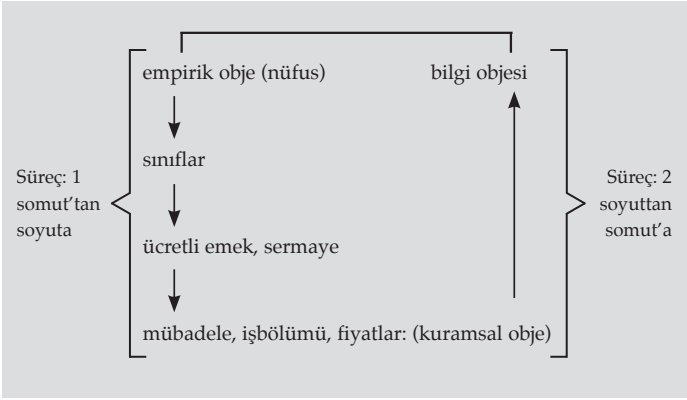 empirik obje (nüfus)
bilgi objesi
sınıflar
Süreç: 1
somut'tan
soyuta
Süreç: 2
soyuttan
somut'a
ücretli emek, sermaye
mübadele, işbölümü, fiyatlar: (kuramsal obje)